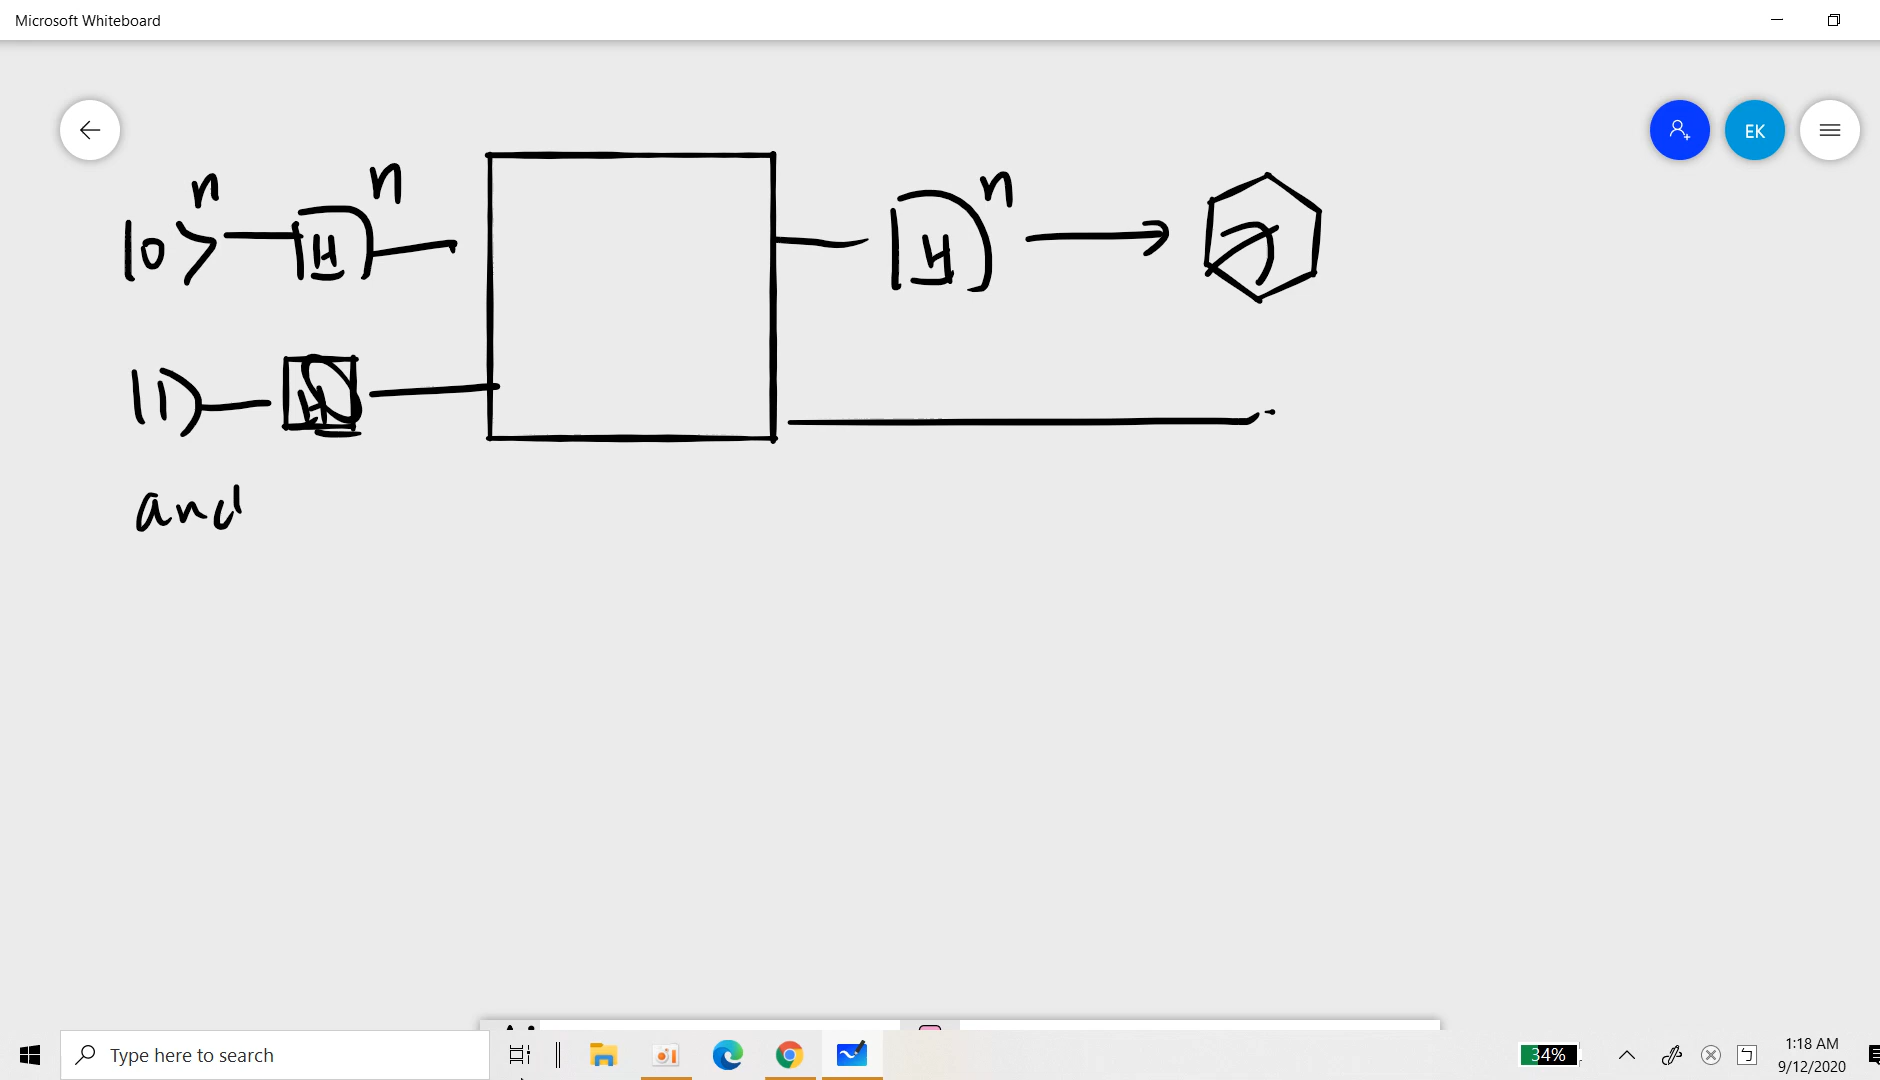 Microsoft Whiteboard
EK
|0>ⁿ H ⁿ H ⁿ
|1> H
and
Type here to search
34%
1:18 AM
9/12/2020